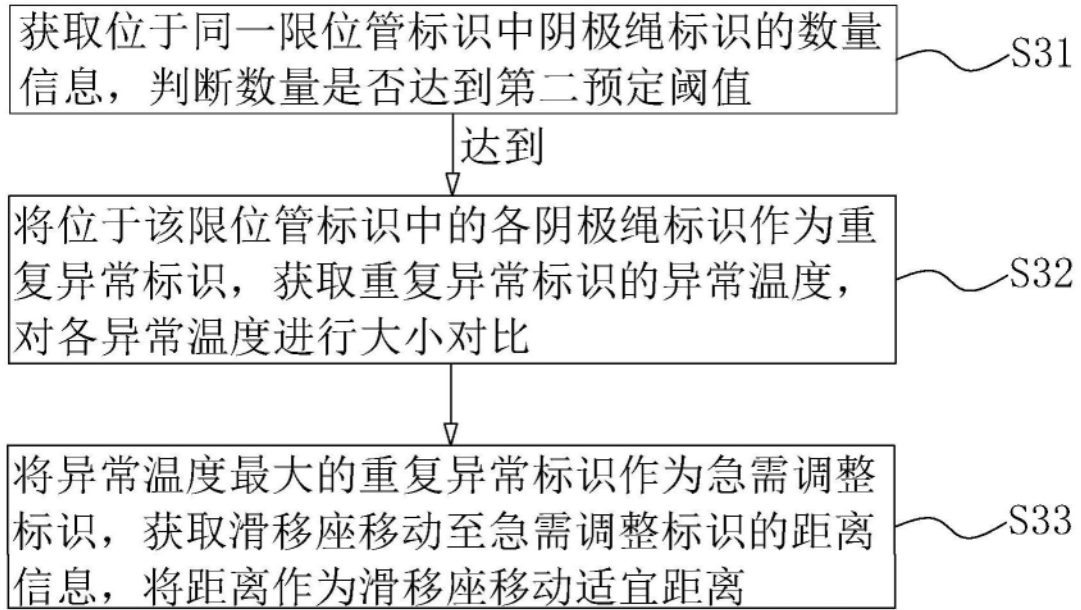 获取位于同一限位管标识中阴极绳标识的数量
信息，判断数量是否达到第二预定阈值
S31
达到
将位于该限位管标识中的各阴极绳标识作为重
复异常标识，获取重复异常标识的异常温度，
对各异常温度进行大小对比
S32
将异常温度最大的重复异常标识作为急需调整
标识，获取滑移座移动至急需调整标识的距离
信息，将距离作为滑移座移动适宜距离
S33